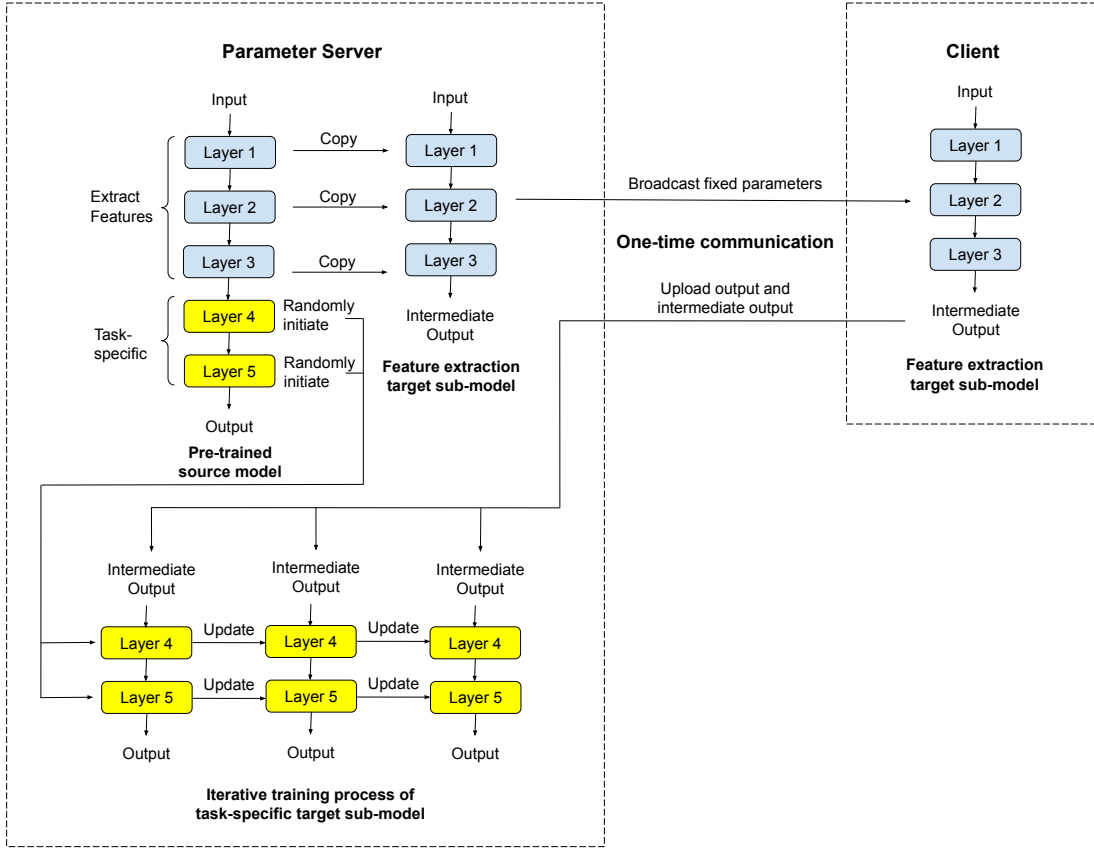 Parameter Server
Input
Layer 1
Layer 2
Layer 3
Layer 4
Layer 5
Output
Extract
Features
Task-
specific
Randomly
initiate
Randomly
initiate
Pre-trained
source model
Copy
Copy
Copy
Input
Layer 1
Layer 2
Layer 3
Intermediate
Output
Feature extraction
target sub-model
Broadcast fixed parameters
One-time communication
Upload output and
intermediate output
Client
Input
Layer 1
Layer 2
Layer 3
Intermediate
Output
Feature extraction
target sub-model
Intermediate
Output
Layer 4
Layer 5
Output
Update
Update
Intermediate
Output
Layer 4
Layer 5
Output
Update
Update
Intermediate
Output
Layer 4
Layer 5
Output
Iterative training process of
task-specific target sub-model